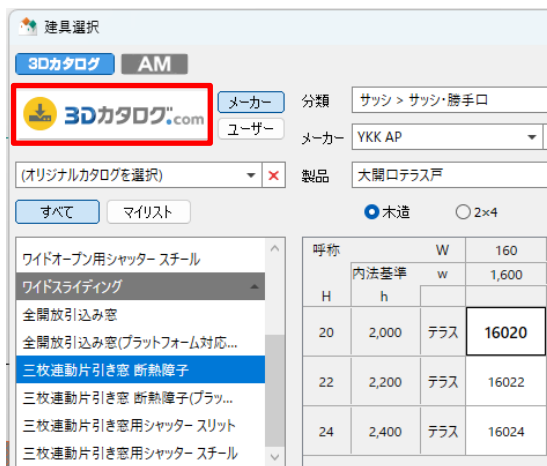 建具選択
3Dカタログ AM
3Dカタログ.com
メーカー
ユーザー
分類 サッシ > サッシ・勝手口
メーカー YKK AP
(オリジナルカタログを選択)
製品 大開口テラス戸
すべて マイリスト
木造 2×4
ワイドオープン用シャッター スチール
ワイドスライディング
全開放引込み窓
全開放引込み窓(プラットフォーム対応...
三枚連動片引き窓 断熱障子
三枚連動片引き窓 断熱障子(プラッ...
三枚連動片引き窓用シャッター スリット
三枚連動片引き窓用シャッター スチール
呼称 W 160
内法基準 w 1,600
H h
20 2,000 テラス 16020
22 2,200 テラス 16022
24 2,400 テラス 16024